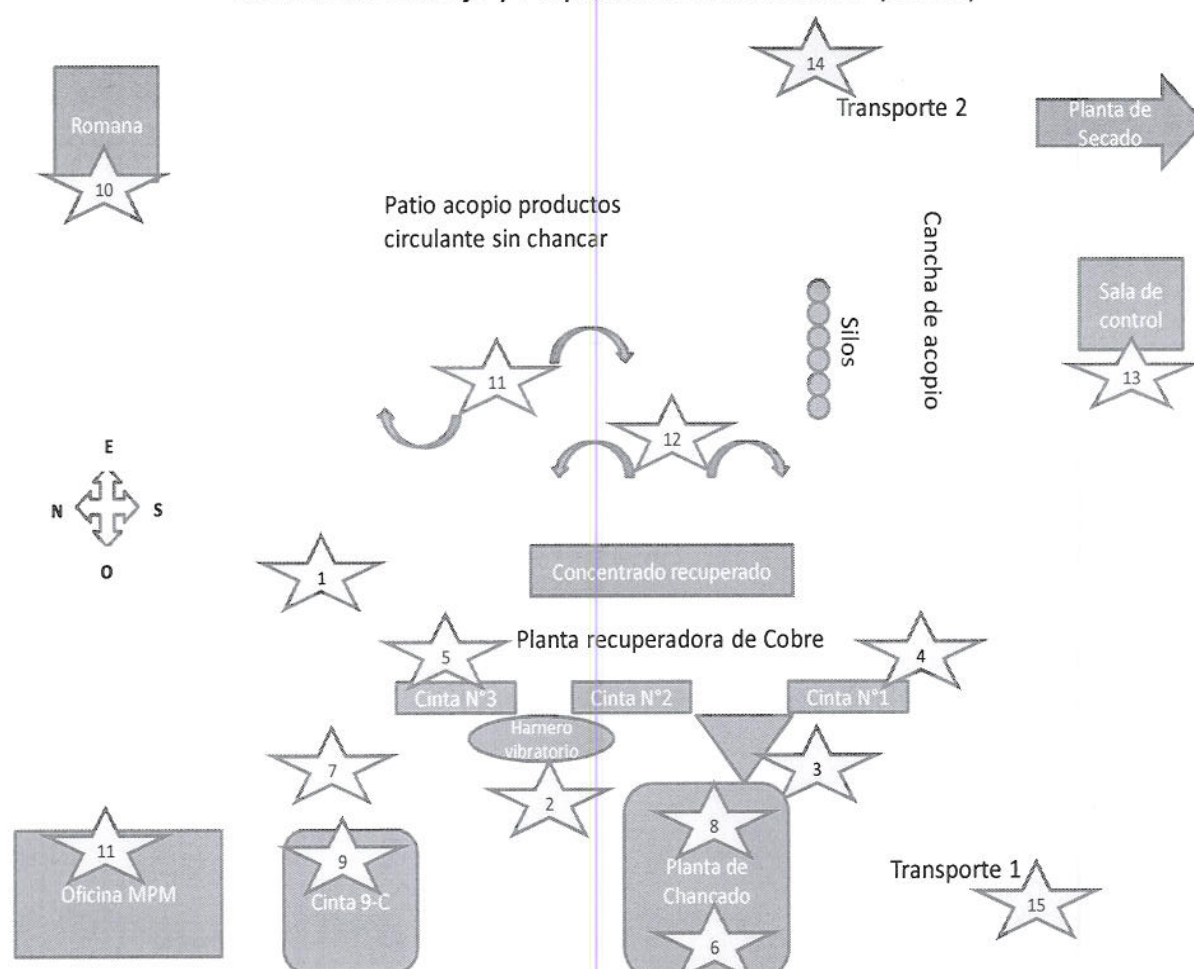 14
Transporte 2
Romana
10
Planta de
Secado
Patio acopio productos
circulante sin chancar
Cancha de acopio
Silos
Sala de
control
13
11
12
E
N
S
O
1
Concentrado recuperado
5
Planta recuperadora de Cobre
4
Cinta N°3
Cinta N°2
Cinta N°1
Harnero
vibratorio
7
3
2
11
Oficina MPM
9
Cinta 9-C
8
Planta de
Chancado
6
Transporte 1
15